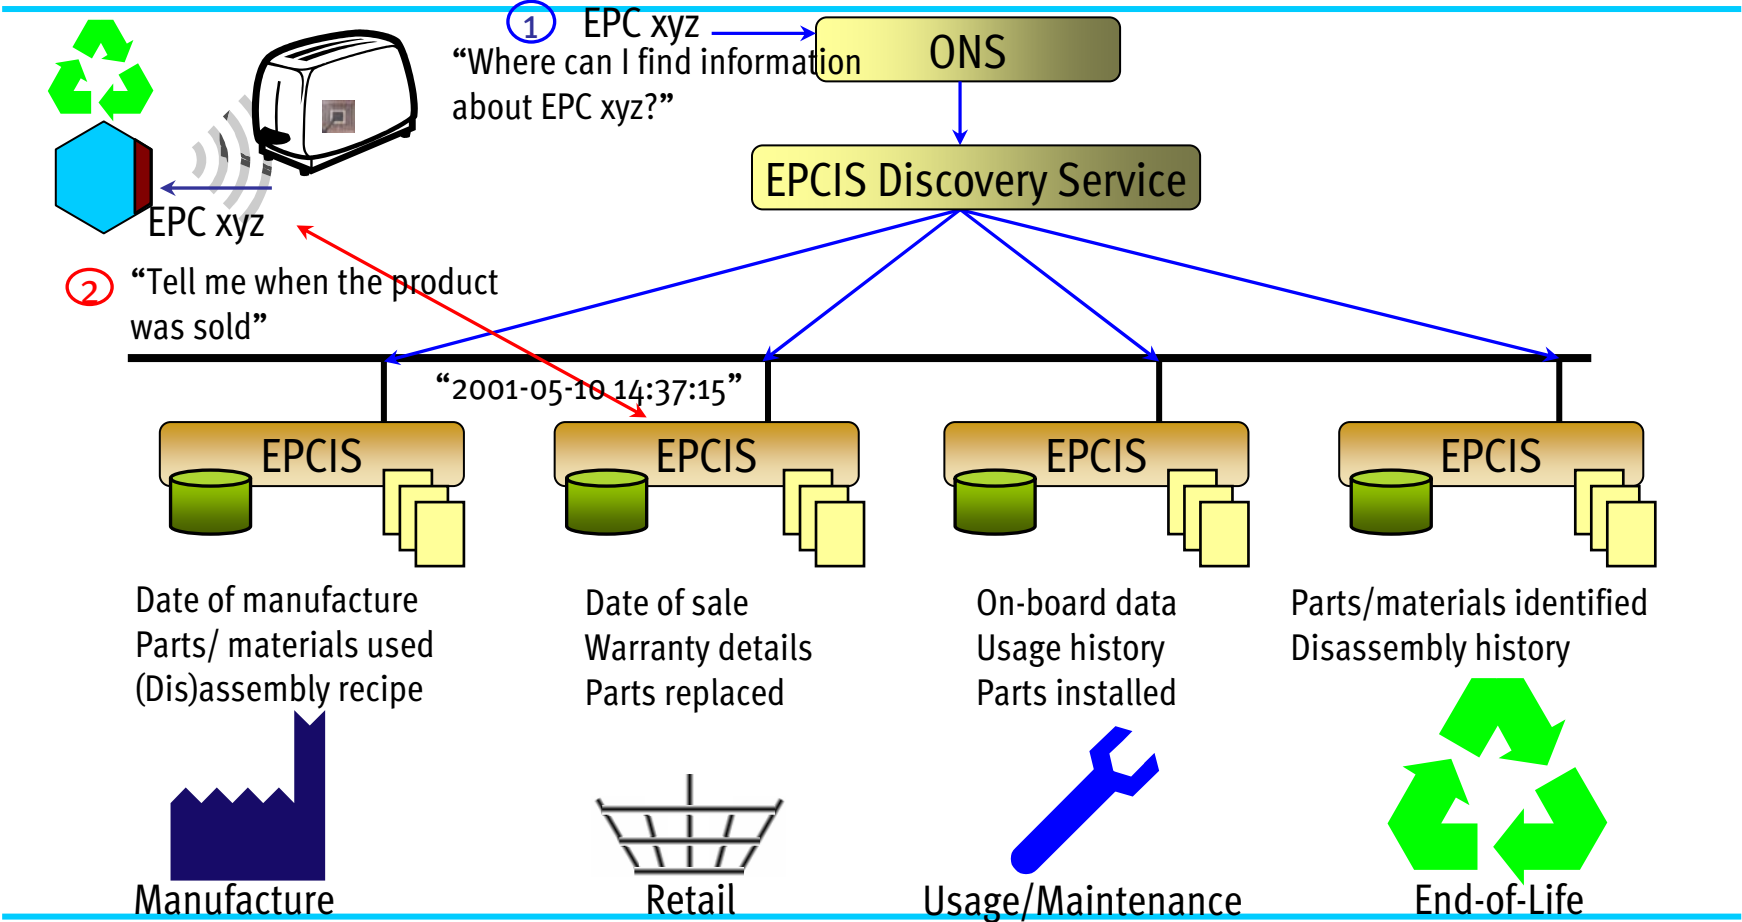 1 EPC xyz
“Where can I find information
about EPC xyz?”
ONS
EPCIS Discovery Service
EPC xyz
2 “Tell me when the product
was sold”
“2001-05-10 14:37:15”
EPCIS
EPCIS
EPCIS
EPCIS
Date of manufacture
Parts/ materials used
(Dis)assembly recipe
Date of sale
Warranty details
Parts replaced
On-board data
Usage history
Parts installed
Parts/materials identified
Disassembly history
Manufacture
Retail
Usage/Maintenance
End-of-Life